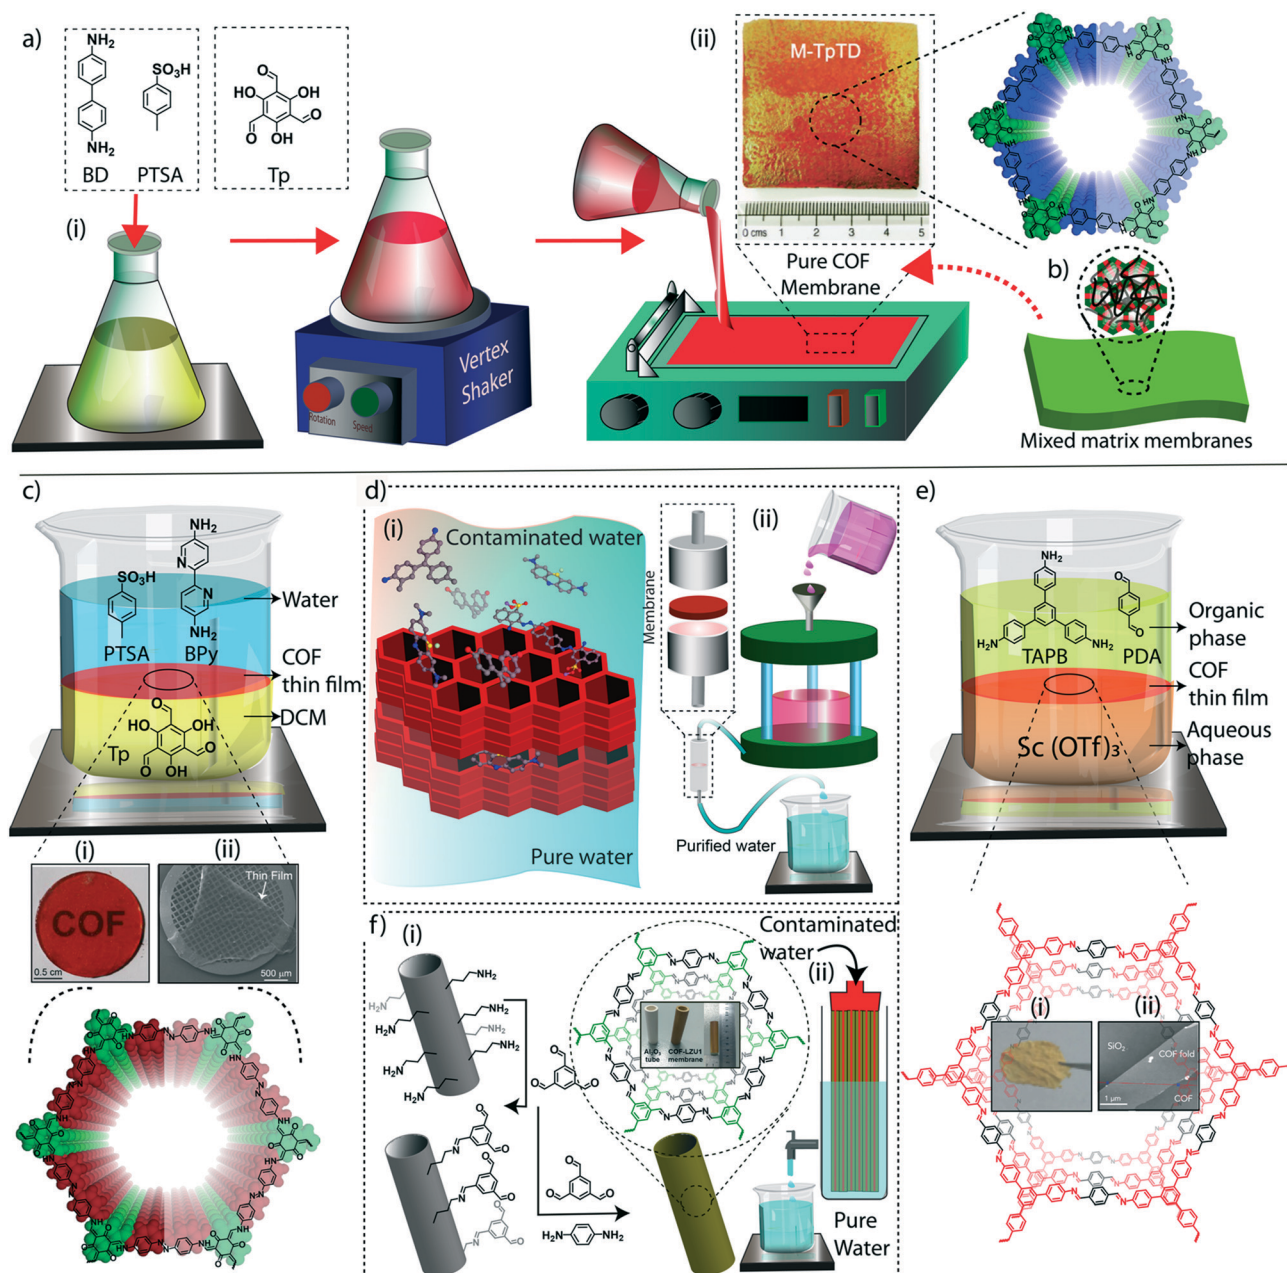 a)
NH₂
NH₂
BD
SO₃H
PTSA
O
HO
OH
O
O
OH
Tp
(i)
Vertex
Shaker
Rotation
Speed
(ii)
M-TpTD
0 cms 1 2 3 4 5
Pure COF
Membrane
b)
Mixed matrix membranes
c)
NH₂
N
N
NH₂
SO₃H
PTSA
BPy
Water
COF
thin film
DCM
O
HO
OH
O
O
OH
Tp
(i)
COF
0.5 cm
(ii)
Thin Film
500 µm
d)
(i)
Contaminated water
Pure water
(ii)
Membrane
Purified water
e)
NH₂
H₂N
NH₂
TAPB
O
O
PDA
Organic
phase
COF
thin film
Sc (OTf)₃
Aqueous
phase
(i)
(ii)
SiO₂
COF fold
COF
1 µm
f)
(i)
NH₂
H₂N
NH₂
H₂N
NH₂
NH₂
H₂N
H₂N
O
O
O
O
O
O
H₂N
NH₂
Al₂O₃
tube
COF-LZU1
membrane
Contaminated
water
(ii)
Pure
Water